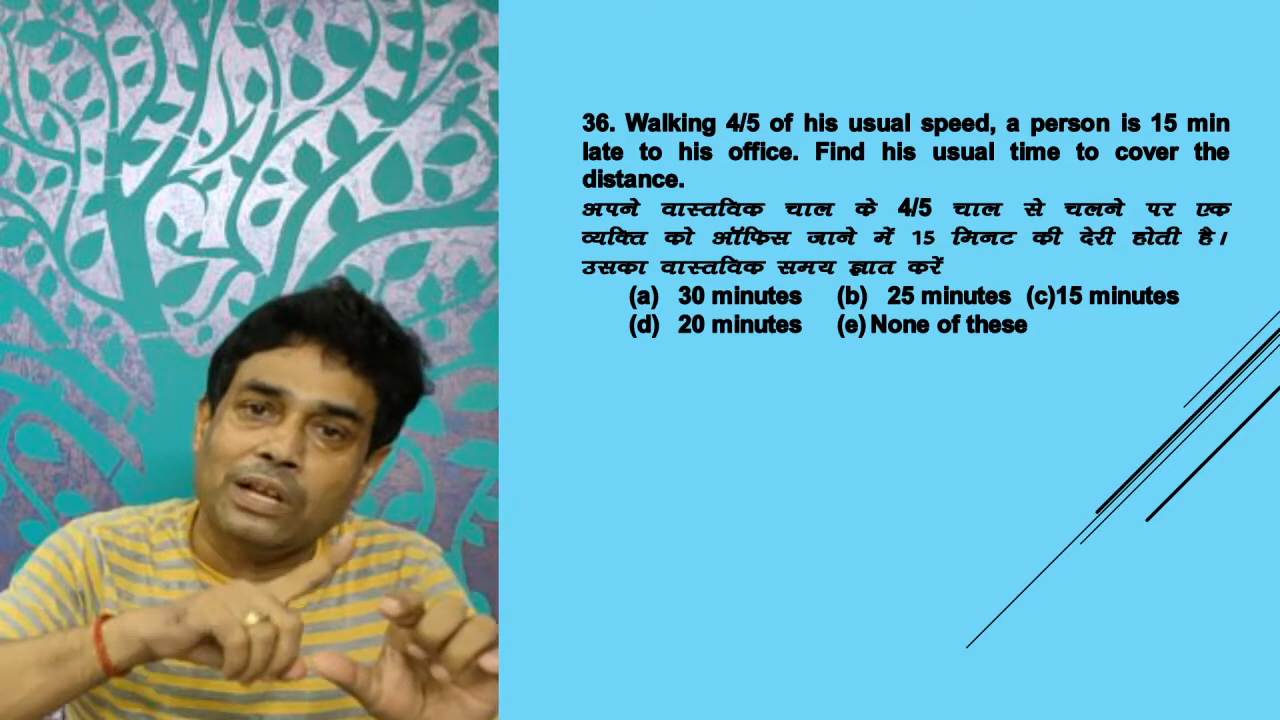 36. Walking 4/5 of his usual speed, a person is 15 min
late to his office. Find his usual time to cover the
distance.
अपने वास्तविक चाल के 4/5 चाल से चलने पर एक
व्यक्ति को ऑफिस जाने में 15 मिनट की देरी होती है।
उसका वास्तविक समय ज्ञात करें
(a) 30 minutes (b) 25 minutes (c)15 minutes
(d) 20 minutes (e) None of these